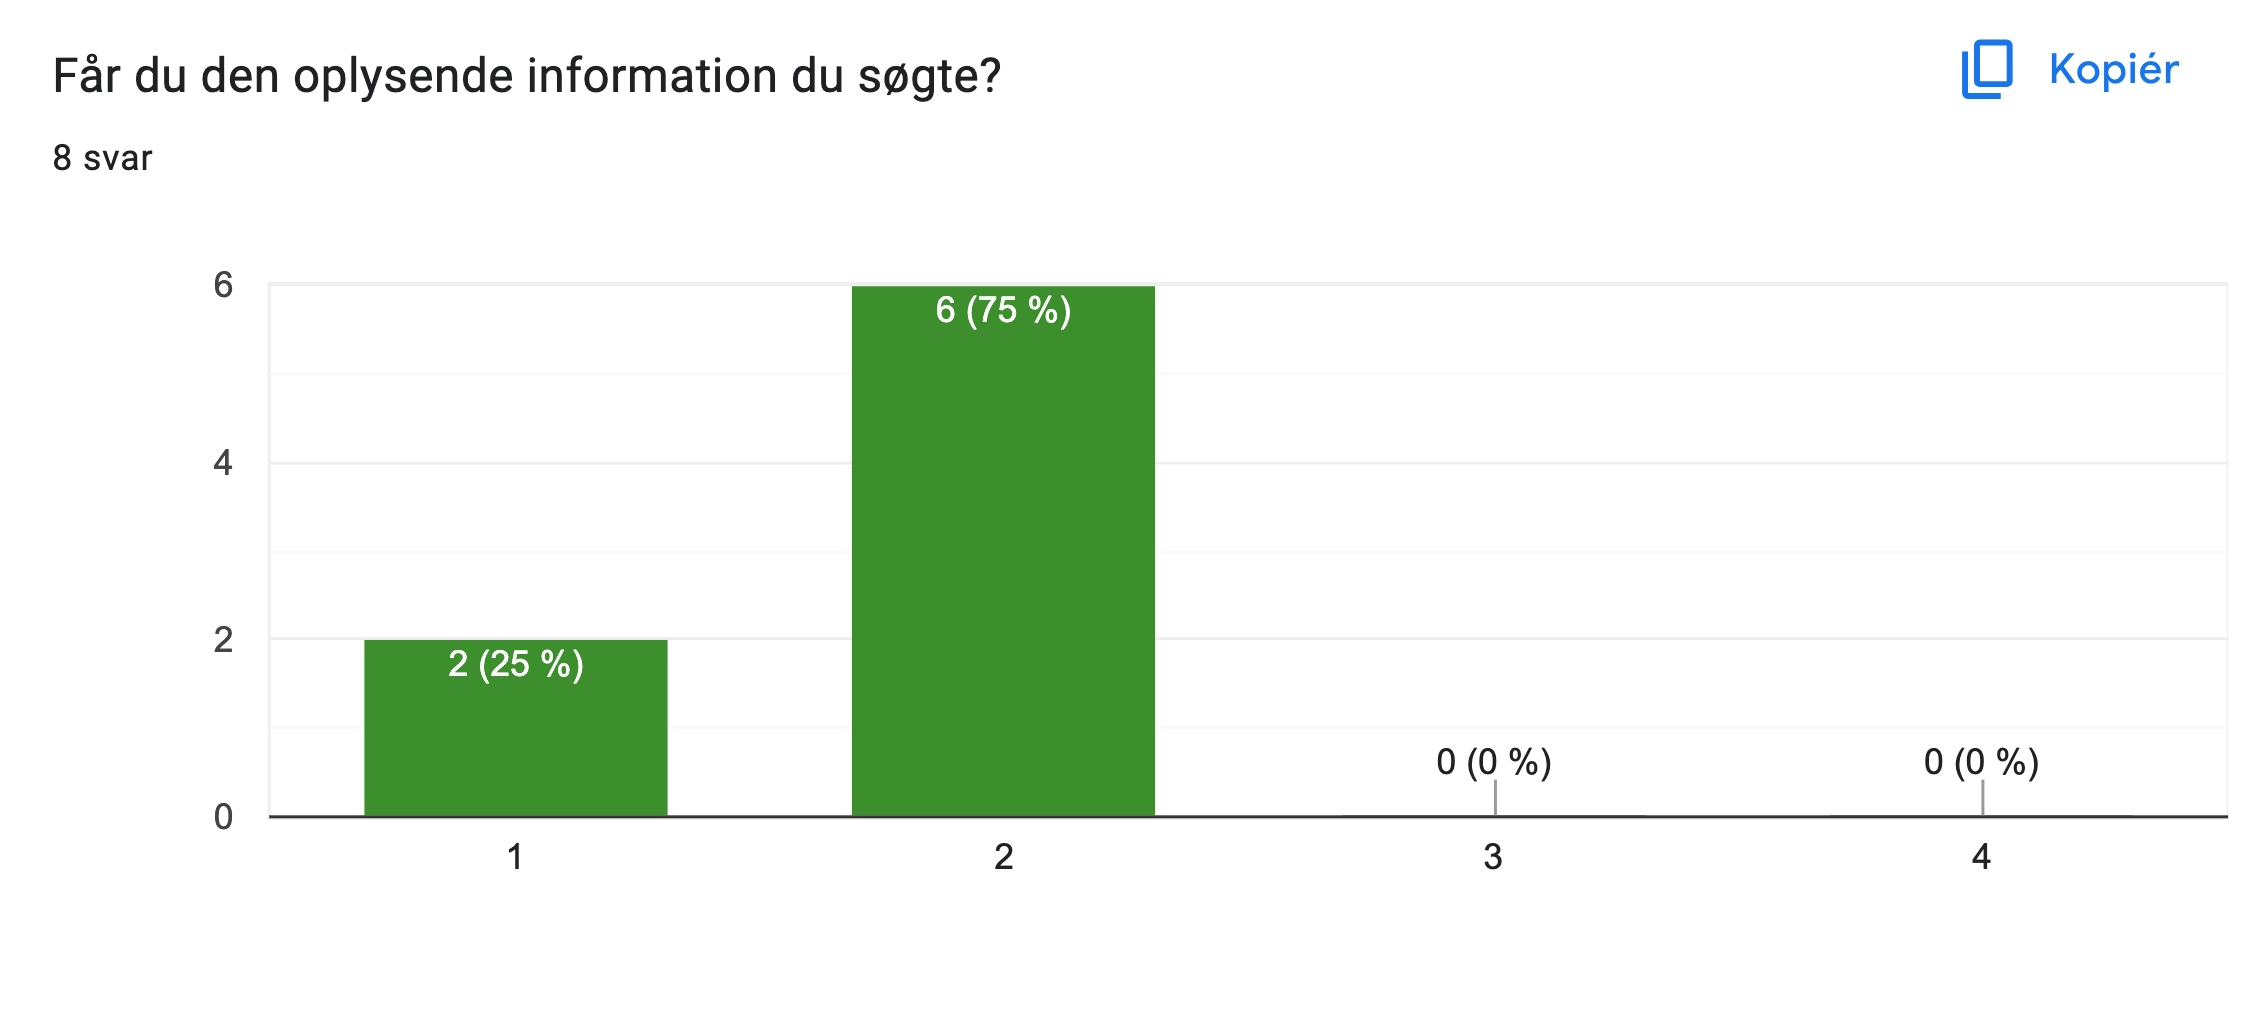 Får du den oplysende information du søgte?
Kopiér
8 svar
6
6 (75 %)
4
2
2 (25 %)
0 (0 %)
0 (0 %)
0
1
2
3
4